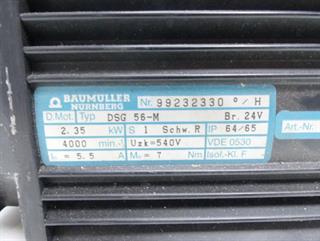 BAUMÜLLER
NÜRNBERG
Nr. 99232330 º/H
D.Mot. Typ DSG 56-M Br. 24V
2.35 kW S 1 Schw.R IP 64/65
4000 min.-¹ Uzk=540V VDE 0530
I₀ = 5.5 A M₀ = 7 Nm Isol.-Kl. F
Art.-Nr.